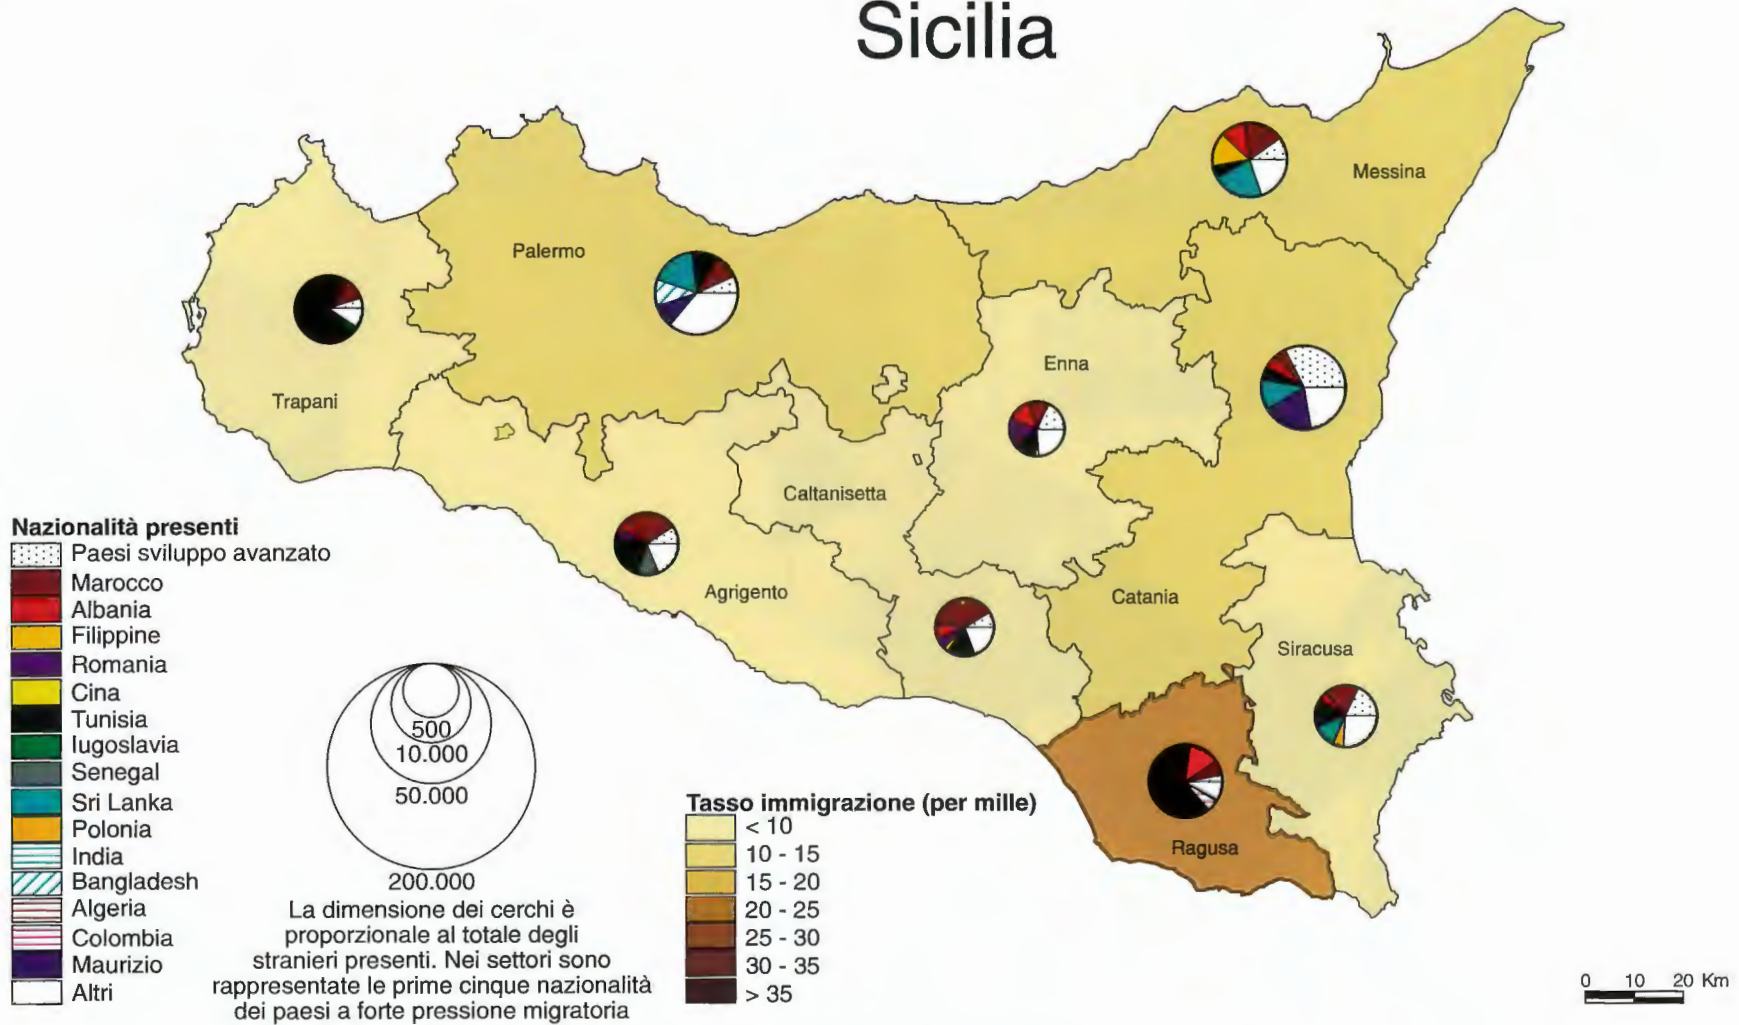 Sicilia
Messina
Palermo
Enna
Trapani
Caltanisetta
Agrigento
Catania
Siracusa
Ragusa
Nazionalità presenti
Paesi sviluppo avanzato
Marocco
Albania
Filippine
Romania
Cina
Tunisia
Iugoslavia
Senegal
Sri Lanka
Polonia
India
Bangladesh
Algeria
Colombia
Maurizio
Altri
500
10.000
50.000
200.000
La dimensione dei cerchi è
proporzionale al totale degli
stranieri presenti. Nei settori sono
rappresentate le prime cinque nazionalità
dei paesi a forte pressione migratoria
Tasso immigrazione (per mille)
< 10
10 - 15
15 - 20
20 - 25
25 - 30
30 - 35
> 35
0 10 20 Km